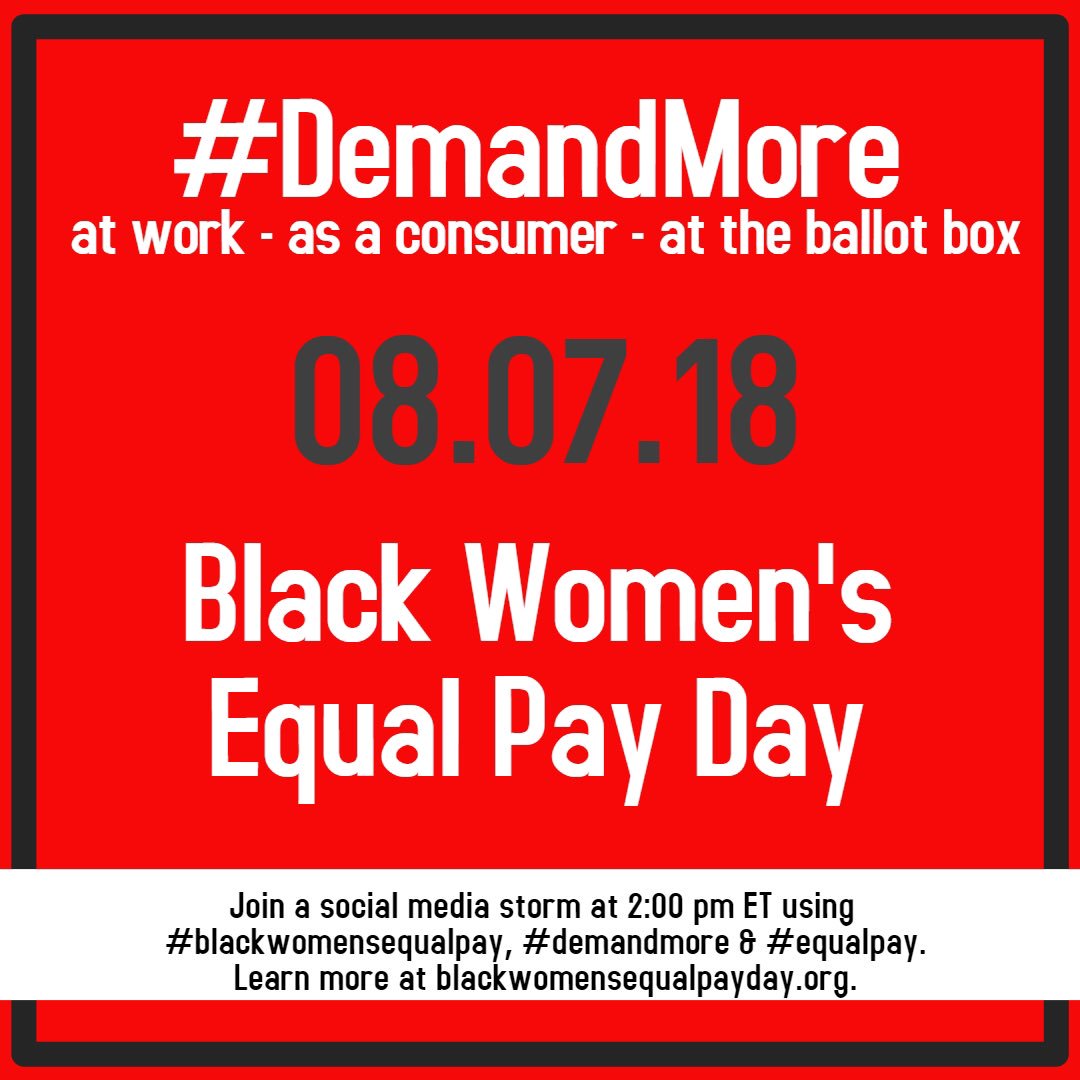 #DemandMore
at work - as a consumer - at the ballot box
08.07.18
Black Women's
Equal Pay Day
Join a social media storm at 2:00 pm ET using
#blackwomensequalpay, #demandmore & #equalpay.
Learn more at blackwomensequalpayday.org.